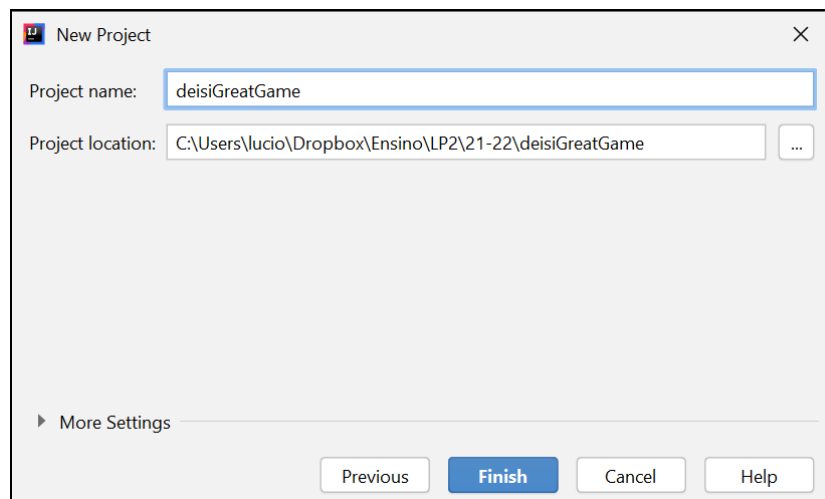 New Project
Project name: deisiGreatGame
Project location: C:\Users\lucio\Dropbox\Ensino\LP2\21-22\deisiGreatGame ...
More Settings
Previous Finish Cancel Help